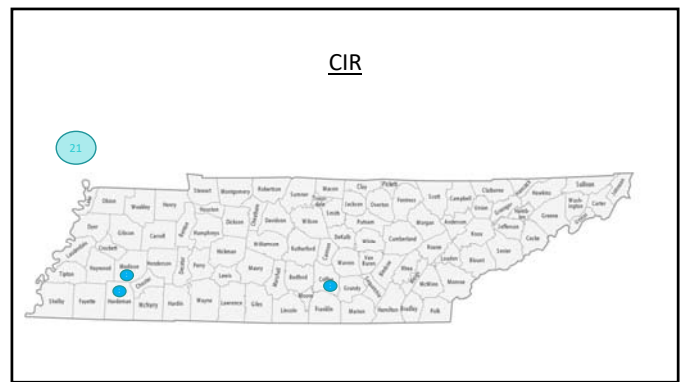 CIR
21
Stewart Montgomery Robertson Sumner Macon Clay Pickett Scott Campbell Claiborne Hancock Hawkins Sullivan Johnson
Lake Obion Weakley Henry Houston Dickson Cheatham Davidson Wilson Trousdale Smith Jackson Overton Fentress Morgan Anderson Union Grainger Hamblen Greene Washington Carter Unicoi
Dyer Gibson Carroll Benton Humphreys Hickman Williamson Rutherford Cannon DeKalb Putnam White Cumberland Roane Knox Jefferson Cocke
Lauderdale Crockett Haywood Madison Henderson Decatur Perry Lewis Maury Marshall Bedford Coffee Warren Van Buren Bledsoe Rhea Meigs Loudon Blount Sevier
Tipton Chester Moore Grundy Sequatchie McMinn Monroe
Shelby Fayette Hardeman McNairy Hardin Wayne Lawrence Giles Lincoln Franklin Marion Hamilton Bradley Polk